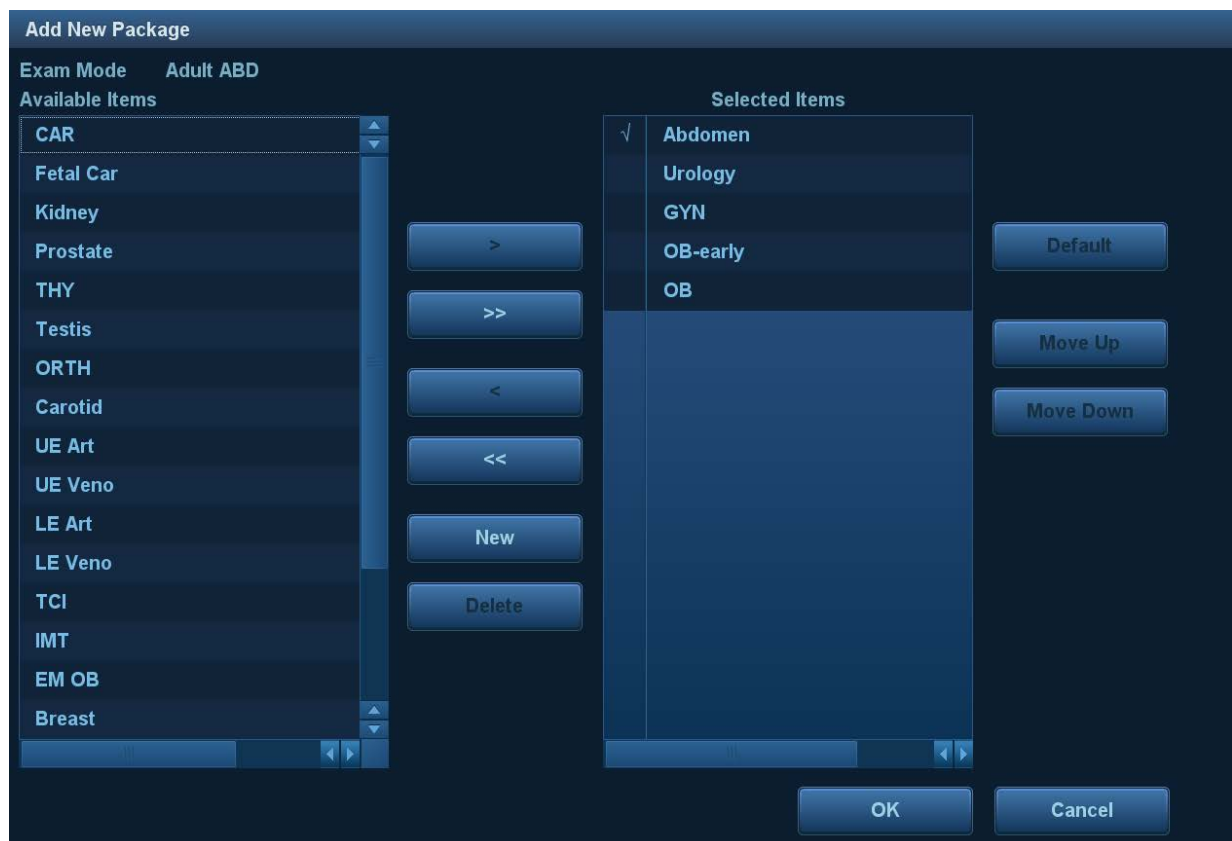 Add New Package
Exam Mode Adult ABD
Available Items
CAR
Fetal Car
Kidney
Prostate
THY
Testis
ORTH
Carotid
UE Art
UE Veno
LE Art
LE Veno
TCI
IMT
EM OB
Breast
>
>>
<
<<
New
Delete
Selected Items
√ Abdomen
Urology
GYN
OB-early
OB
Default
Move Up
Move Down
OK
Cancel